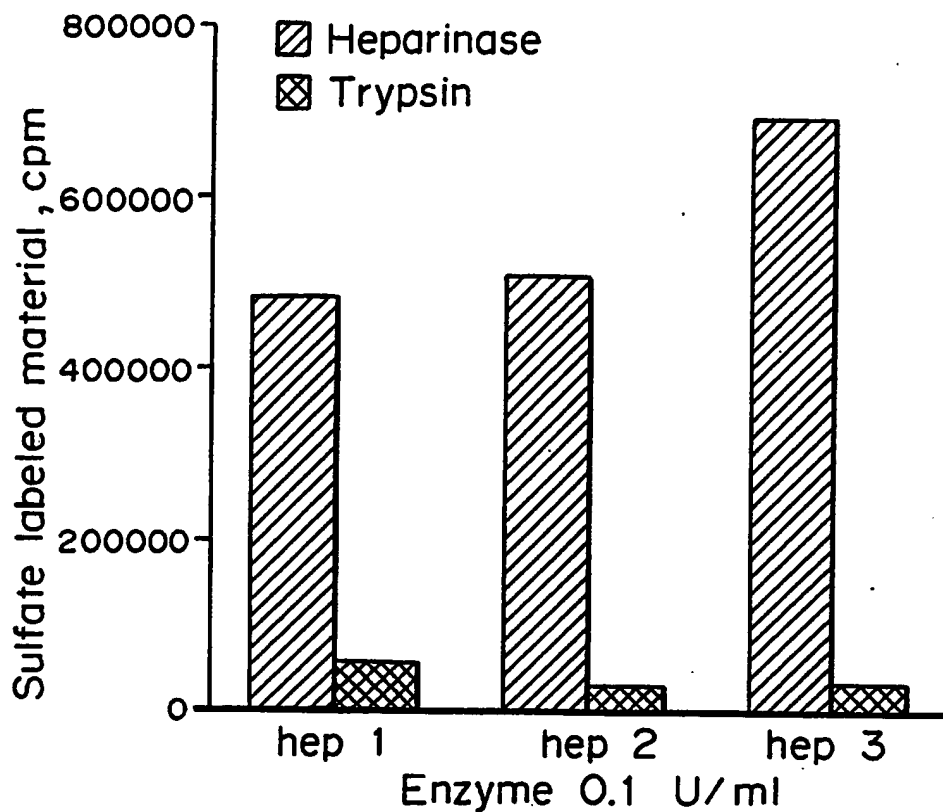 Heparinase
Trypsin
Sulfate labeled material, cpm
800000
600000
400000
200000
0
hep 1 hep 2 hep 3
Enzyme 0.1 U/ml